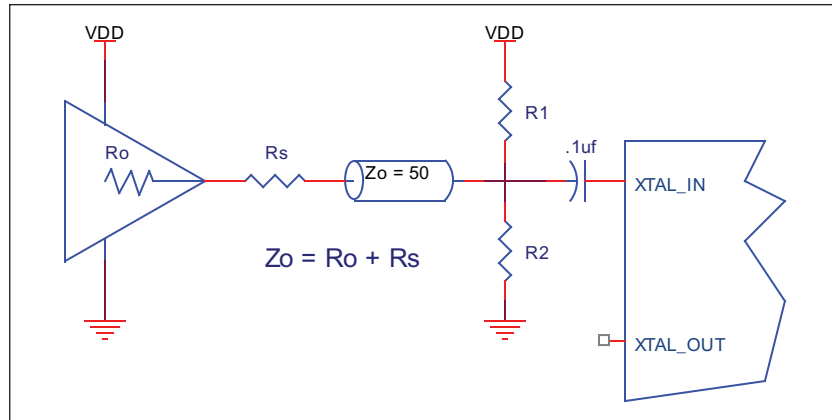 VDD
VDD
R1
Ro
Rs
.1uf
Zo = 50
XTAL_IN
Zo = Ro + Rs
R2
XTAL_OUT